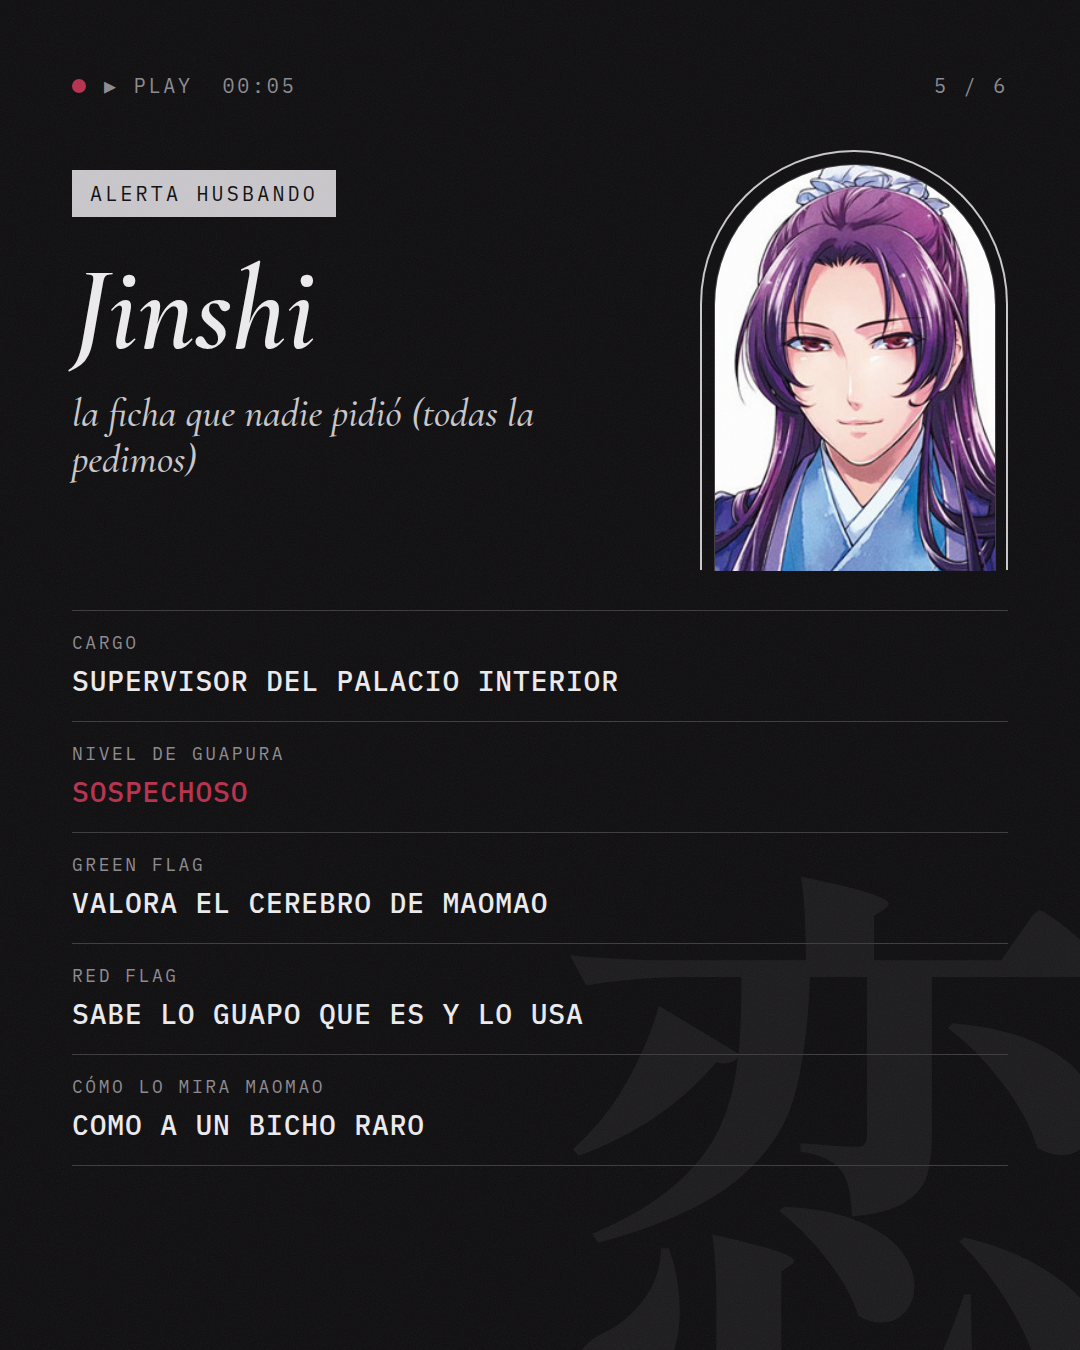 ▶ PLAY 00:05
5 / 6
ALERTA HUSBANDO
Jinshi
la ficha que nadie pidió (todas la
pedimos)
CARGO
SUPERVISOR DEL PALACIO INTERIOR
NIVEL DE GUAPURA
SOSPECHOSO
GREEN FLAG
VALORA EL CEREBRO DE MAOMAO
RED FLAG
SABE LO GUAPO QUE ES Y LO USA
CÓMO LO MIRA MAOMAO
COMO A UN BICHO RARO
恋